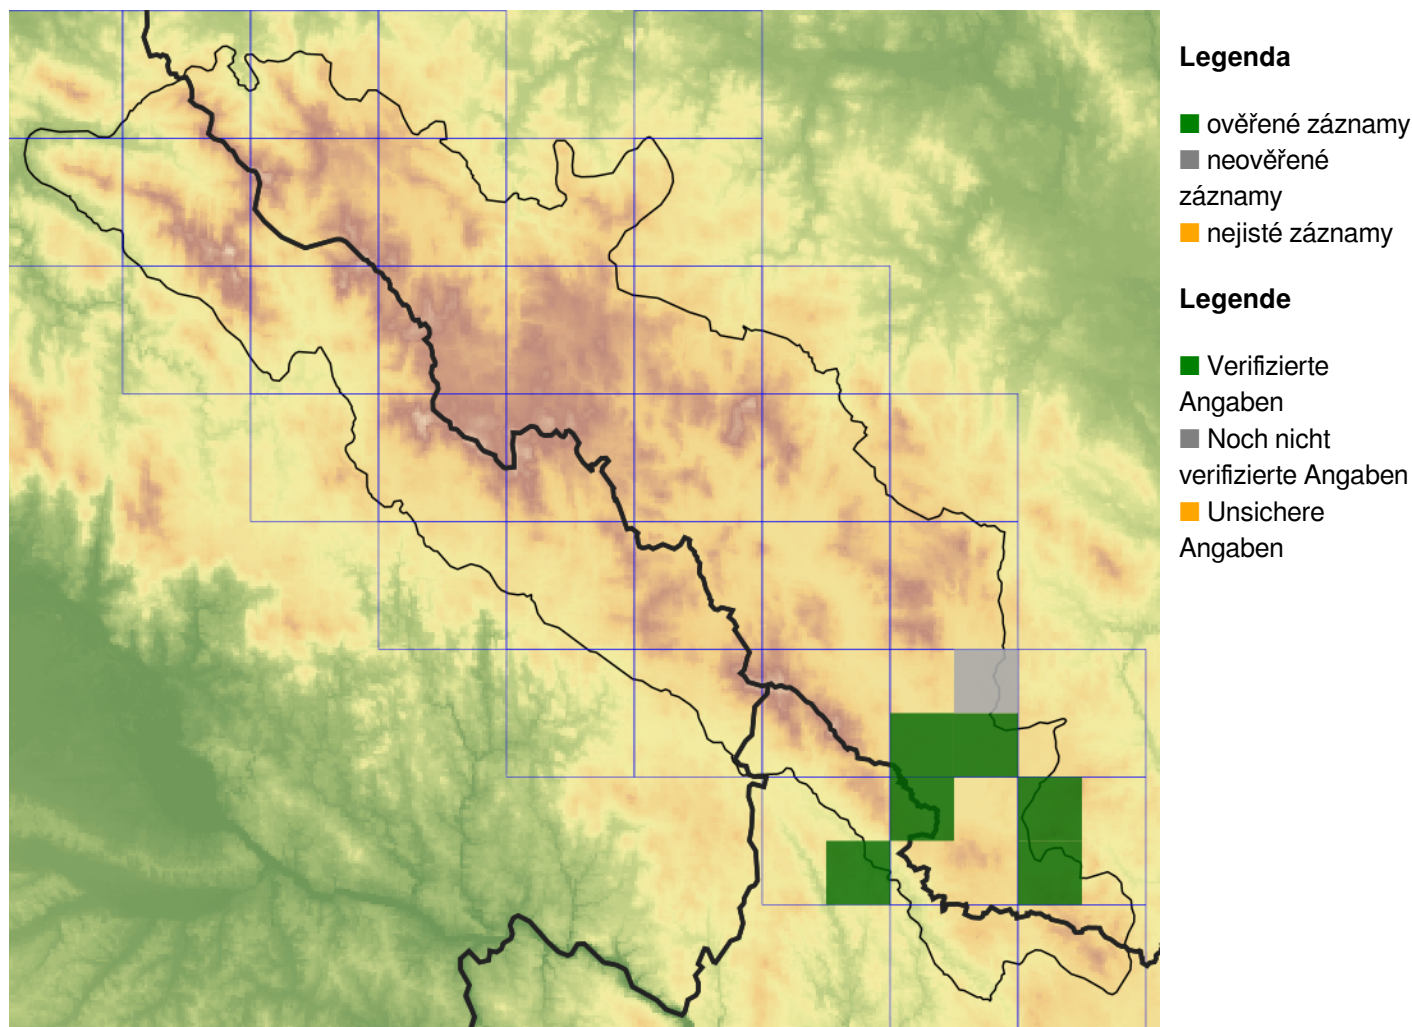 Legenda
ověřené záznamy
neověřené
záznamy
nejisté záznamy
Legende
Verifizierte
Angaben
Noch nicht
verifizierte Angaben
Unsichere
Angaben